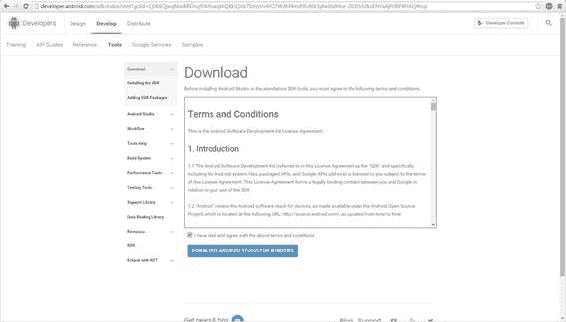 developer.android.com/sdk/index.html?gclid=
Developers
Design
Develop
Distribute
Developer Console
Training
API Guides
Reference
Tools
Google Services
Samples
Download
Installing the SDK
Adding SDK Packages
Android Studio
Workflow
Tools Help
Build System
Performance Tools
Testing Tools
Support Library
Data Binding Library
Revisions
NDK
Eclipse with ADT
Download
Before installing Android Studio or the standalone SDK tools, you must agree to the following terms and conditions.
Terms and Conditions
This is the Android Software Development Kit License Agreement
1. Introduction
1.1 The Android Software Development Kit (referred to in this License Agreement as the "SDK" and specifically
including the Android system files, packaged APIs, and Google APIs add-ons) is licensed to you subject to the terms
of this License Agreement. This License Agreement forms a legally binding contract between you and Google in
relation to your use of the SDK.
1.2 "Android" means the Android software stack for devices, as made available under the Android Open Source
Project, which is located at the following URL: http://source.android.com/, as updated from time to time.
I have read and agree with the above terms and conditions
DOWNLOAD ANDROID STUDIO FOR WINDOWS
Get news & tips
Blog
Support